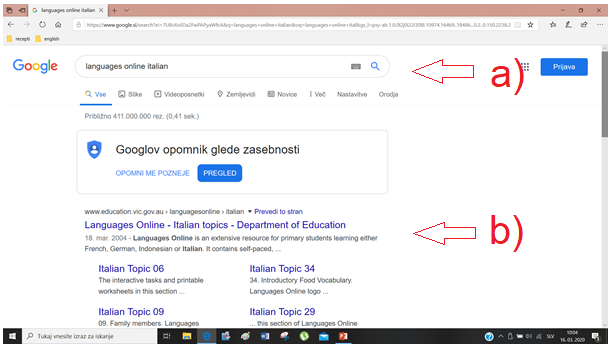 languages online italian
https://www.google.si/search?
recepti english
Google languages online italian a)
Prijava
Vse Slike Videoposnetki Zemljevidi Novice Več Nastavitve Orodja
Približno 411.000.000 rez. (0,41 sek.)
Googlov opomnik glede zasebnosti
OPOMNI ME POZNEJE PREGLED
www.education.vic.gov.au › languagesonline › italian ▼ Prevedi to stran
Languages Online - Italian topics - Department of Education b)
18. mar. 2004 - Languages Online is an extensive resource for primary students learning either
French, German, Indonesian or Italian. It contains self-paced, ...
Italian Topic 06 Italian Topic 34
The interactive tasks and printable 34. Introductory Food Vocabulary.
worksheets in this section ... Languages Online logo ...
Italian Topic 09 Italian Topic 29
09. Family members. Languages ... this section of Languages
Tukaj vnesite izraz za iskanje
SLV
10:04
16. 03. 2020